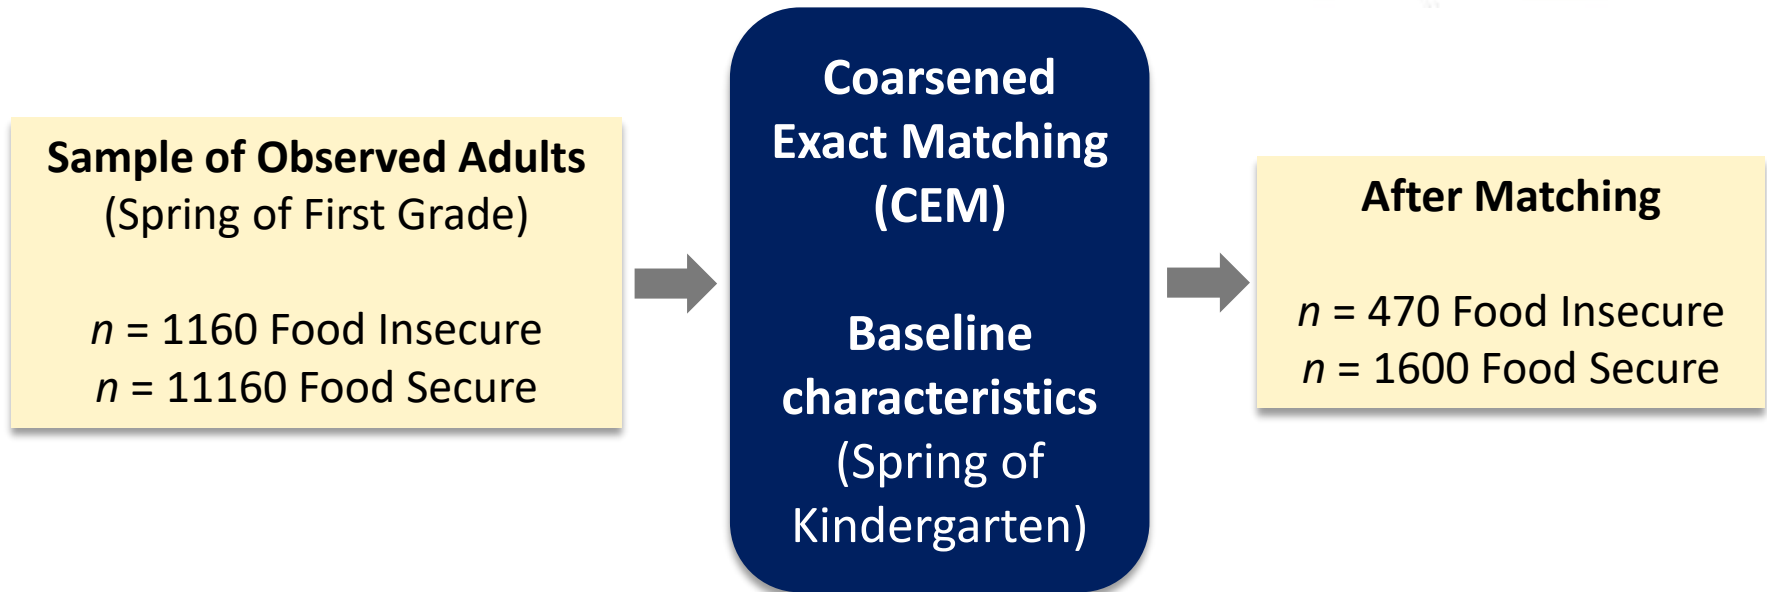 Sample of Observed Adults
(Spring of First Grade)
n = 1160 Food Insecure
n = 11160 Food Secure
Coarsened
Exact Matching
(CEM)
Baseline
characteristics
(Spring of
Kindergarten)
After Matching
n = 470 Food Insecure
n = 1600 Food Secure